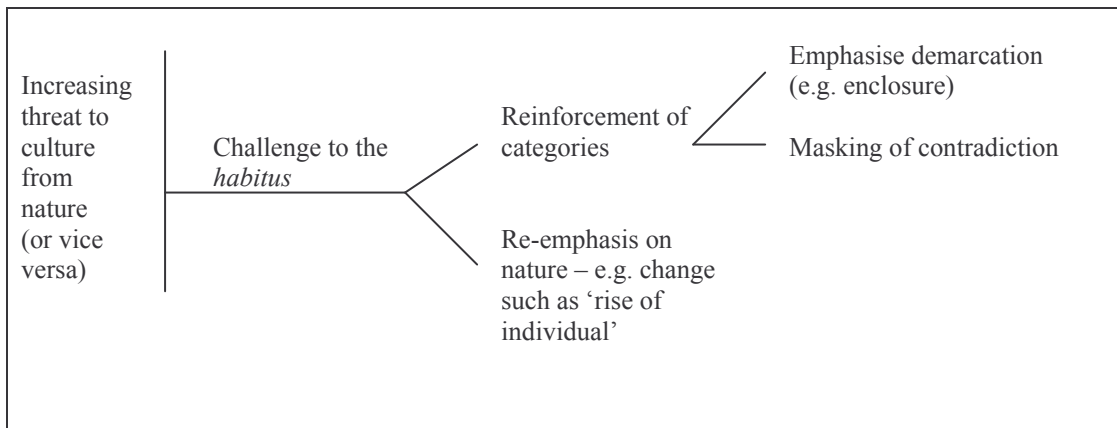 Increasing
threat to
culture
from
nature
(or vice
versa)
Challenge to the
habitus
Reinforcement of
categories
Emphasise demarcation
(e.g. enclosure)
Masking of contradiction
Re-emphasis on
nature – e.g. change
such as ‘rise of
individual’